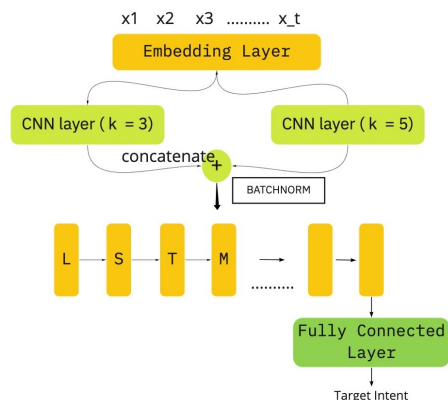 x1 x2 x3 .......... x_t
Embedding Layer
CNN layer ( k = 3)
CNN layer ( k = 5)
concatenate
+
BATCHNORM
L S T M
..........
Fully Connected
Layer
Target Intent